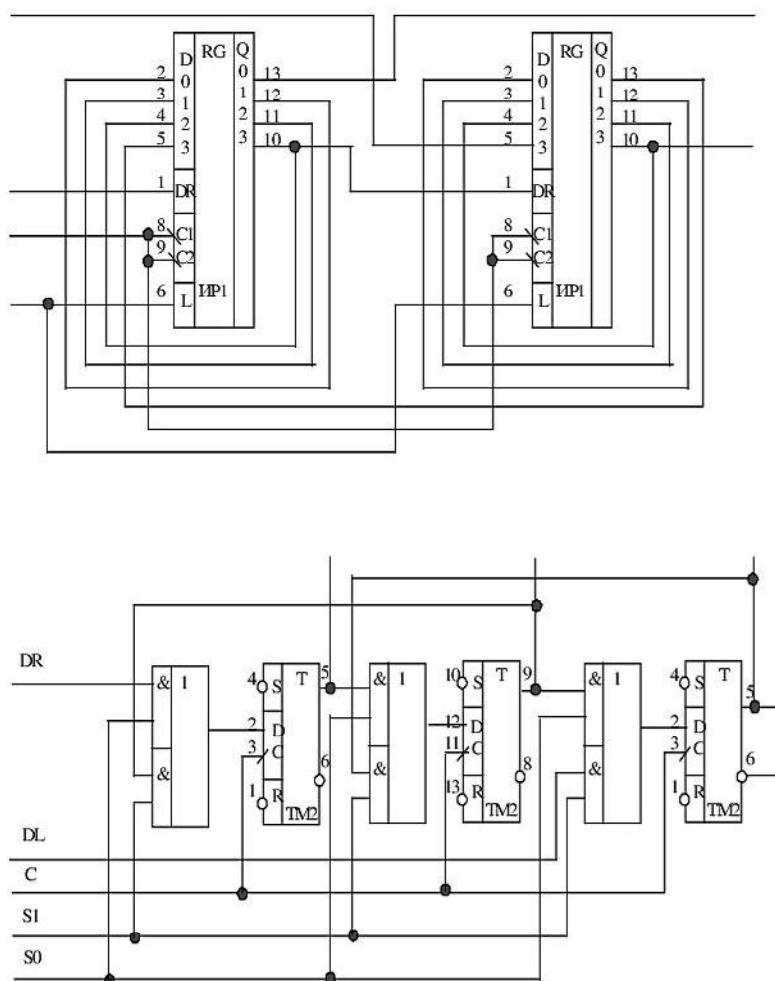 D RG Q
2 0 0 13
3 1 1 12
4 2 2 11
5 3 3 10
1 DR
8 C1
9 C2
6 L ИР1
D RG Q
2 0 0 13
3 1 1 12
4 2 2 11
5 3 3 10
1 DR
8 C1
9 C2
6 L ИР1
DR
& 1
&
4 S T 5
2 D
3 C 6
1 R TM2
& 1
&
10 S T 9
12 D
11 C 8
13 R TM2
& 1
&
4 S T 5
2 D
3 C 6
1 R TM2
DL
C
S1
S0